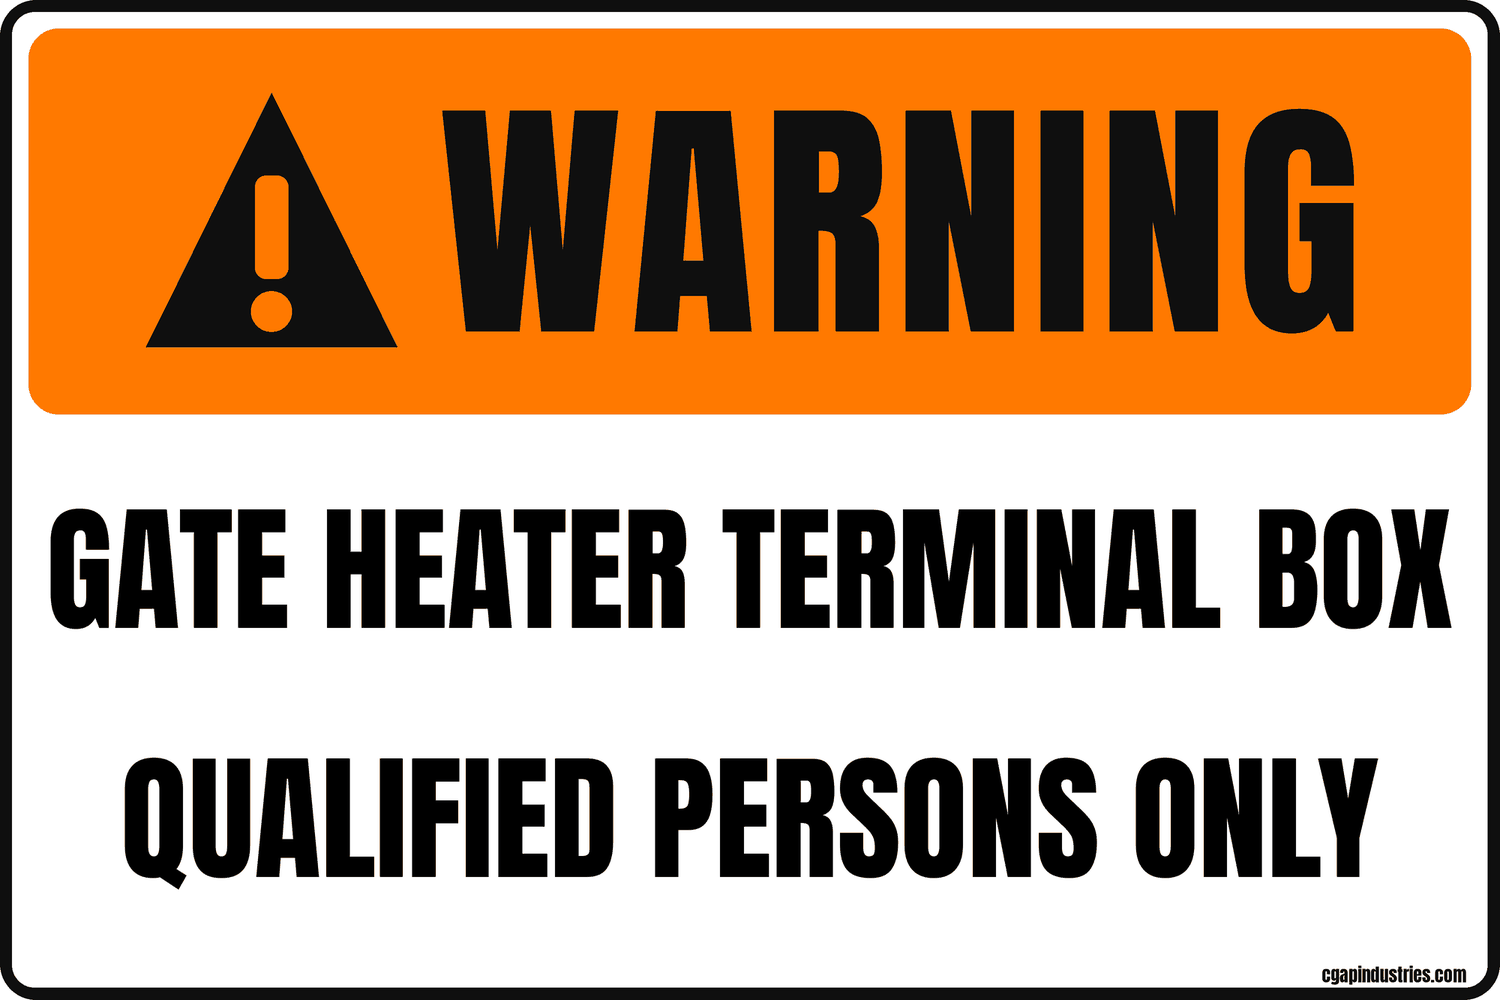 WARNING
GATE HEATER TERMINAL BOX
QUALIFIED PERSONS ONLY
cgapindustries.com